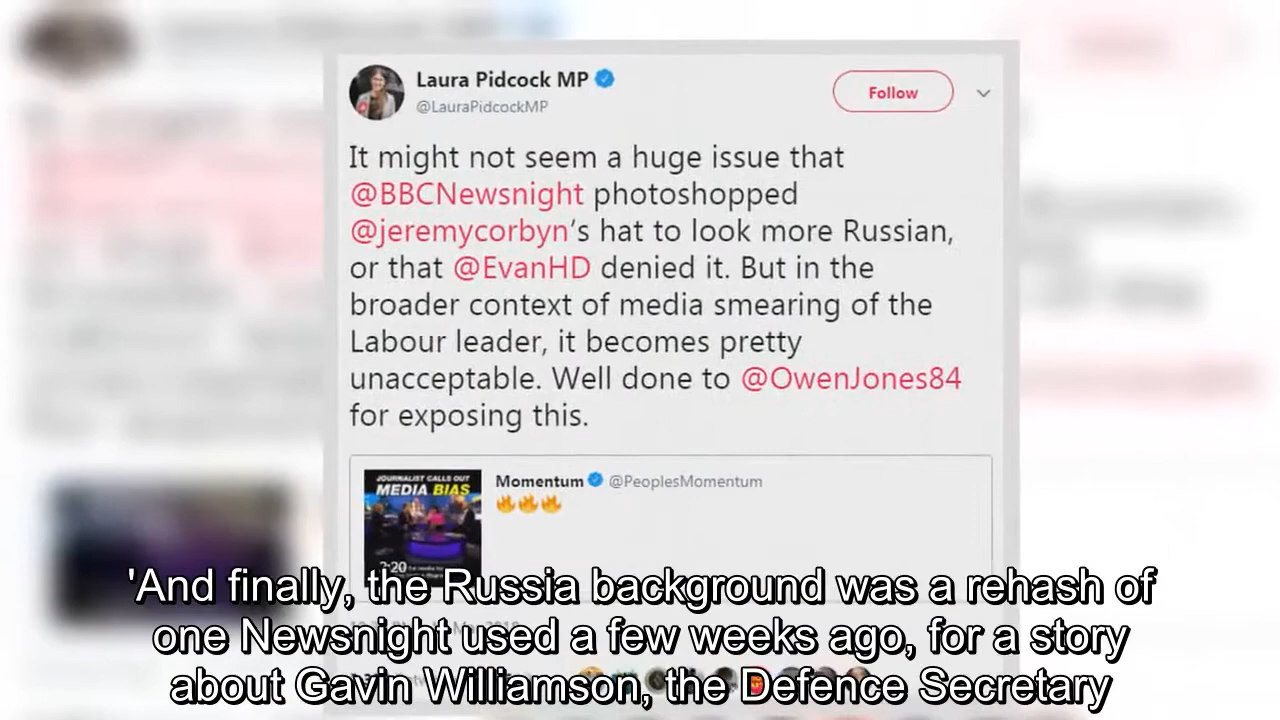 Laura Pidcock MP
@LauraPidcockMP
Follow
It might not seem a huge issue that
@BBCNewsnight photoshopped
@jeremycorbyn's hat to look more Russian,
or that @EvanHD denied it. But in the
broader context of media smearing of the
Labour leader, it becomes pretty
unacceptable. Well done to @OwenJones84
for exposing this.
JOURNALIST CALLS OUT
MEDIA BIAS
2:20
Momentum @PeoplesMomentum
🔥🔥🔥
'And finally, the Russia background was a rehash of
one Newsnight used a few weeks ago, for a story
about Gavin Williamson, the Defence Secretary